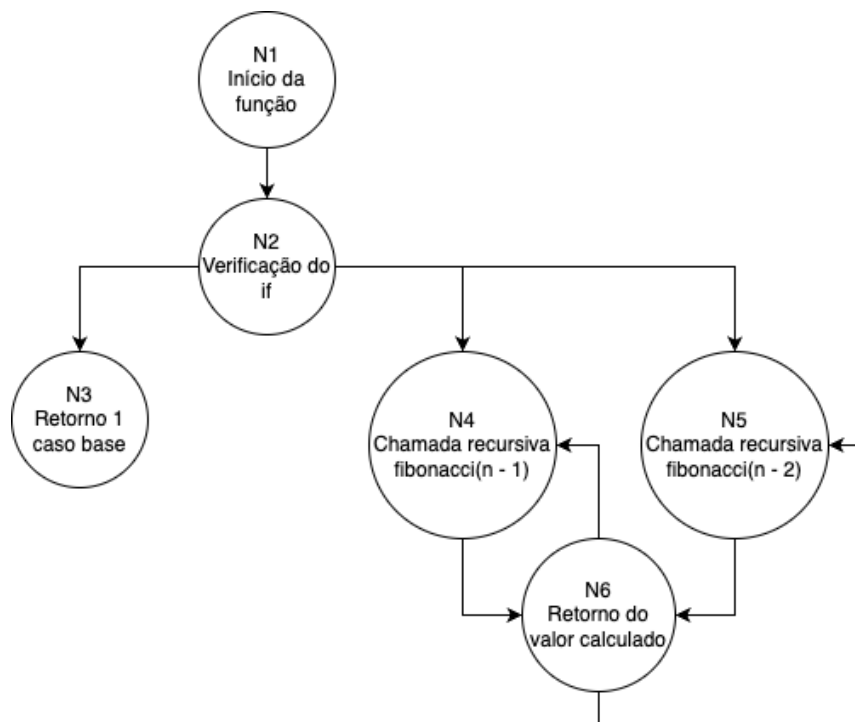 N1
Início da
função
N2
Verificação do
if
N3
Retorno 1
caso base
N4
Chamada recursiva
fibonacci(n - 1)
N5
Chamada recursiva
fibonacci(n - 2)
N6
Retorno do
valor calculado